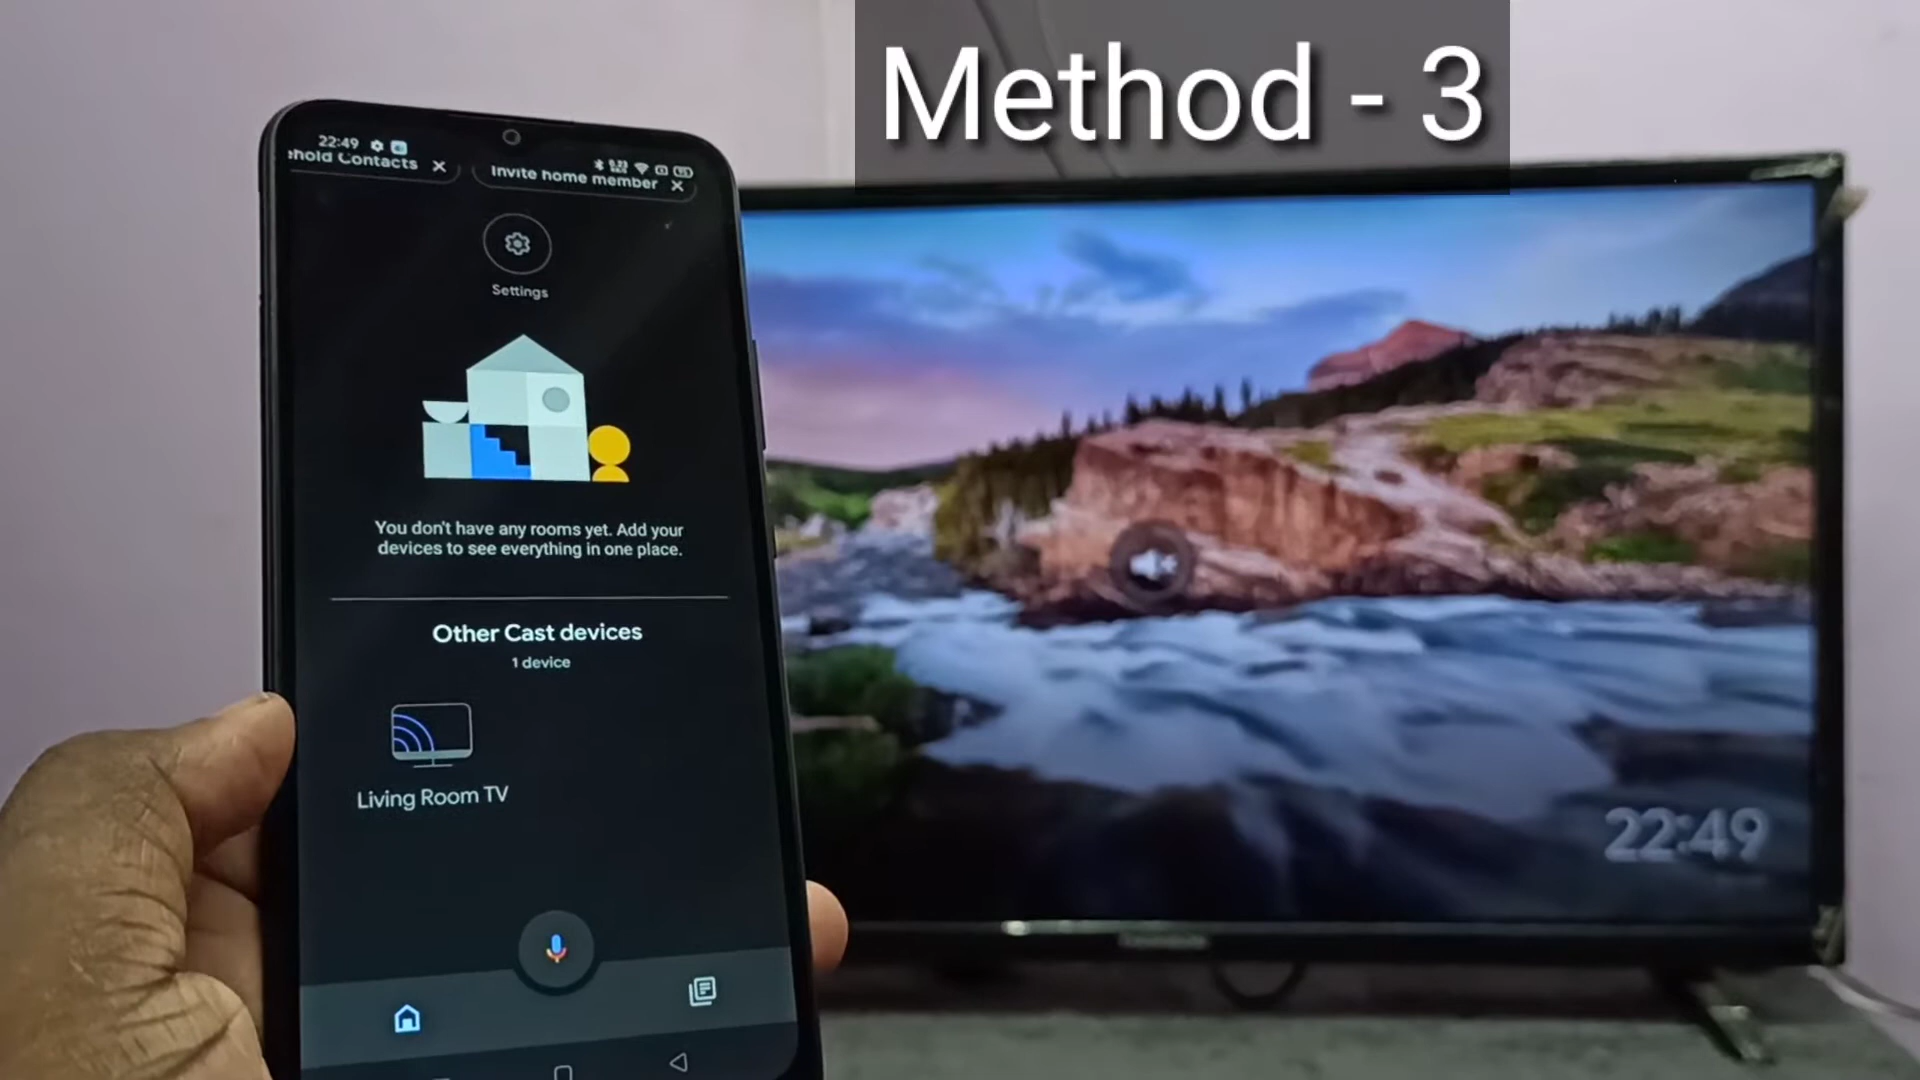 Method - 3
22:49
ehold Contacts
Invite home member
Settings
You don't have any rooms yet. Add your
devices to see everything in one place.
Other Cast devices
1 device
Living Room TV
22:49